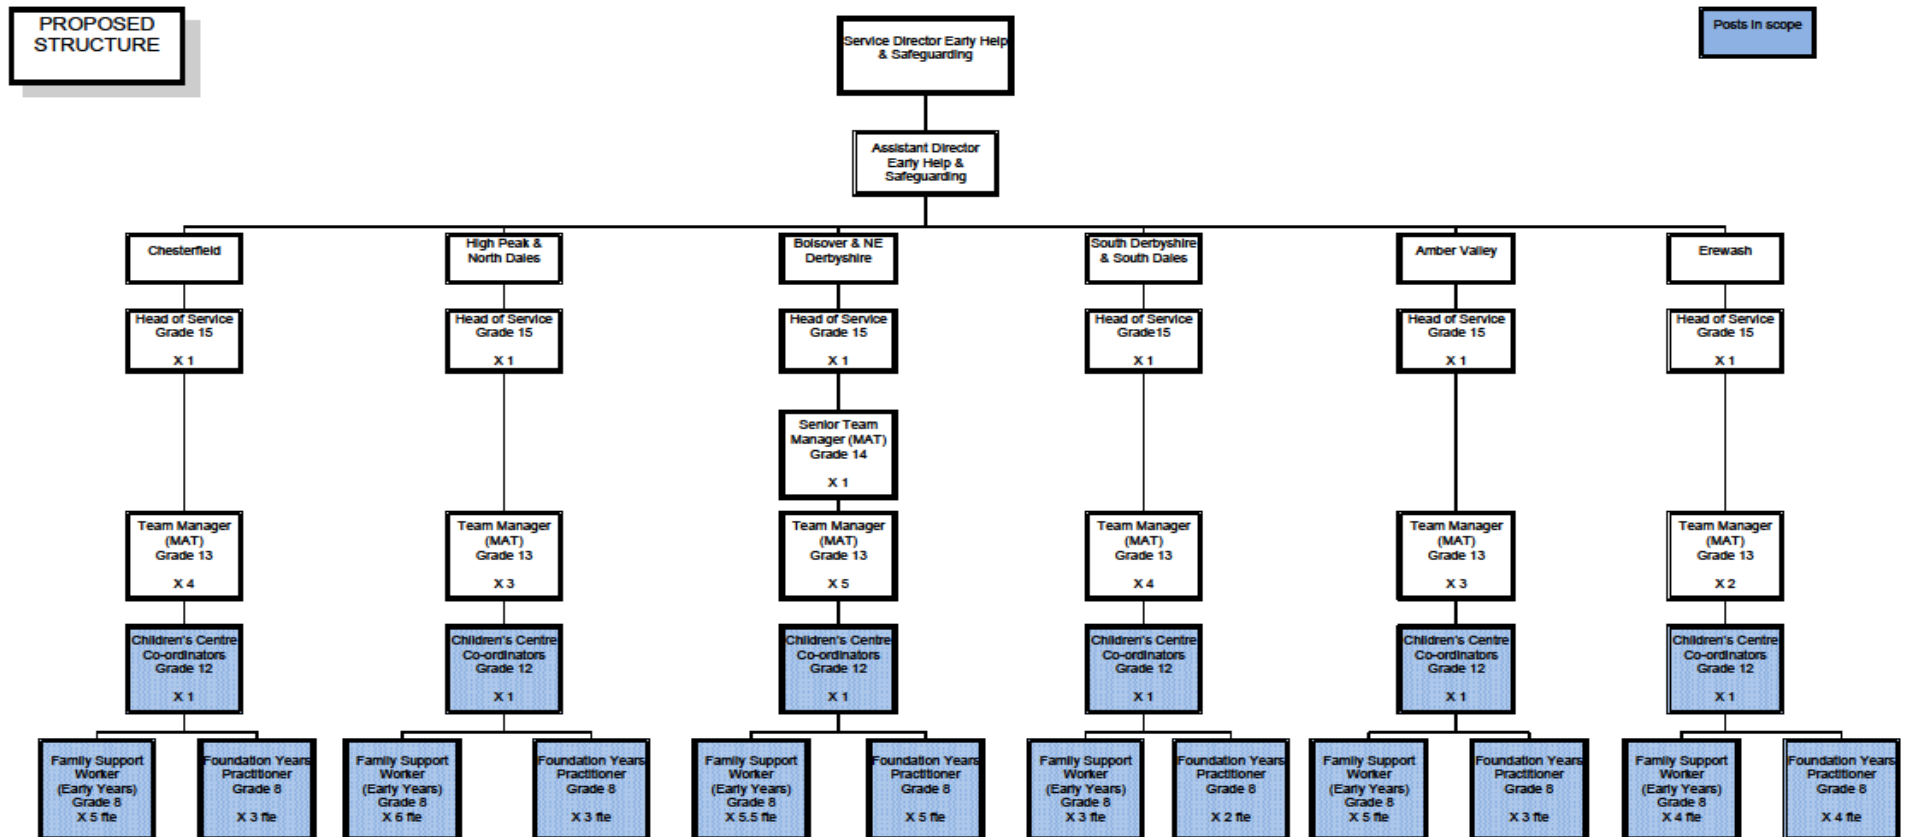 PROPOSED
STRUCTURE
Service Director Early Help
& Safeguarding
Posts in scope
Assistant Director
Early Help &
Safeguarding
Chesterfield
High Peak &
North Dales
Bolsover & NE
Derbyshire
South Derbyshire
& South Dales
Amber Valley
Erewash
Head of Service
Grade 15
X 1
Head of Service
Grade 15
X 1
Head of Service
Grade 15
X 1
Head of Service
Grade15
X 1
Head of Service
Grade 15
X 1
Head of Service
Grade 15
X 1
Senior Team
Manager (MAT)
Grade 14
X 1
Team Manager
(MAT)
Grade 13
X 4
Team Manager
(MAT)
Grade 13
X 3
Team Manager
(MAT)
Grade 13
X 5
Team Manager
(MAT)
Grade 13
X 4
Team Manager
(MAT)
Grade 13
X 3
Team Manager
(MAT)
Grade 13
X 2
Children's Centre
Co-ordinators
Grade 12
X 1
Children's Centre
Co-ordinators
Grade 12
X 1
Children's Centre
Co-ordinators
Grade 12
X 1
Children's Centre
Co-ordinators
Grade 12
X 1
Children's Centre
Co-ordinators
Grade 12
X 1
Children's Centre
Co-ordinators
Grade 12
X 1
Family Support
Worker
(Early Years)
Grade 8
X 5 fte
Foundation Years
Practitioner
Grade 8
X 3 fte
Family Support
Worker
(Early Years)
Grade 8
X 6 fte
Foundation Years
Practitioner
Grade 8
X 3 fte
Family Support
Worker
(Early Years)
Grade 8
X 5.5 fte
Foundation Years
Practitioner
Grade 8
X 5 fte
Family Support
Worker
(Early Years)
Grade 8
X 3 fte
Foundation Years
Practitioner
Grade 8
X 2 fte
Family Support
Worker
(Early Years)
Grade 8
X 5 fte
Foundation Years
Practitioner
Grade 8
X 3 fte
Family Support
Worker
(Early Years)
Grade 8
X 4 fte
Foundation Years
Practitioner
Grade 8
X 4 fte